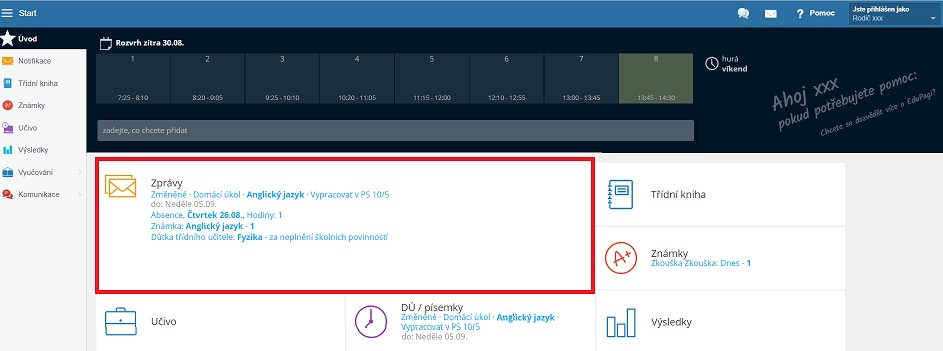 Start
Pomoc
Jste přihlášen jako
Rodič xxx
Úvod
Notifikace
Třídní kniha
Známky
Učivo
Výsledky
Vyučování
Komunikace
Rozvrh zítra 30.08.
1 2 3 4 5 6 7 8
7:25 - 8:10 8:20 - 9:05 9:25 - 10:10 10:20 - 11:05 11:15 - 12:00 12:10 - 12:55 13:00 - 13:45 13:45 - 14:30
hurá
víkend
Ahoj xxx
pokud potřebujete pomoc:
Chcete se dozvědět více o EduPagi?
zadejte, co chcete přidat
Zprávy
Změněné - Domácí úkol · Anglický jazyk · Vypracovat v PS 10/5
do: Neděle 05.09.
Absence, Čtvrtek 26.08., Hodiny: 1
Známka: Anglický jazyk - 1
Důtka třídního učitele: Fyzika - za neplnění školních povinností
Třídní kniha
Známky
Zkouška Zkouška: Dnes - 1
Učivo
DÚ / písemky
Změněné - Domácí úkol · Anglický jazyk ·
Vypracovat v PS 10/5
do: Neděle 05.09.
Výsledky